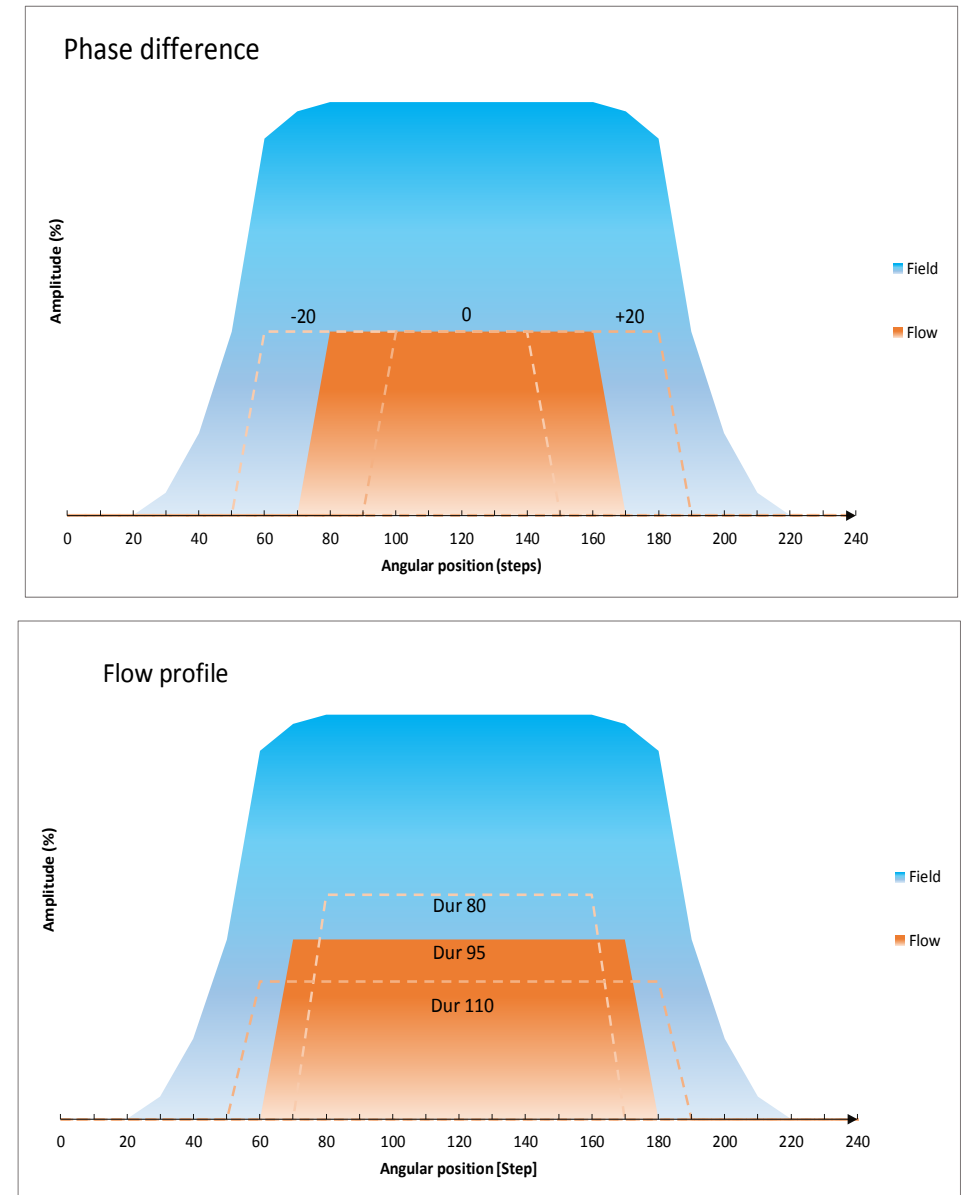 Phase difference
Amplitude (%)
-20 0 +20
Field
Flow
0 20 40 60 80 100 120 140 160 180 200 220 240
Angular position (steps)
Flow profile
Amplitude (%)
Dur 80
Dur 95
Dur 110
Field
Flow
0 20 40 60 80 100 120 140 160 180 200 220 240
Angular position [Step]